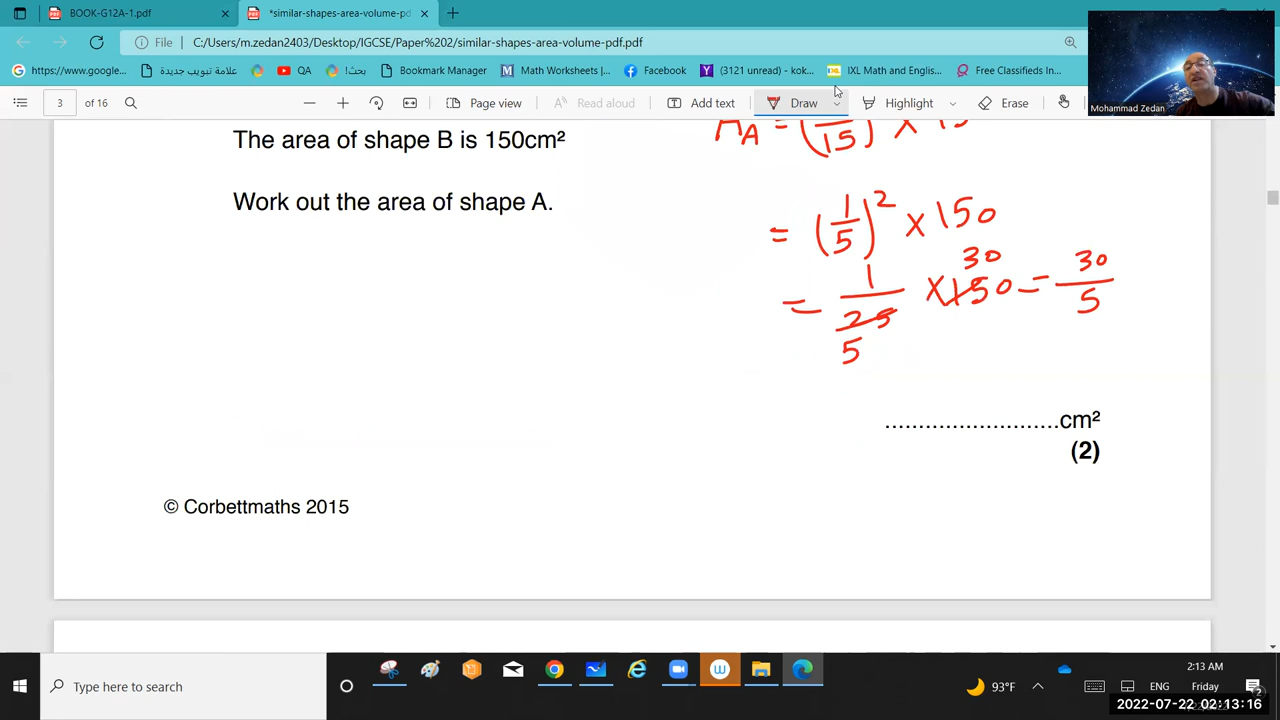 BOOK-G12A-1.pdf
*similar-shapes-area-volume-pd
File C:/Users/m.zedan2403/Desktop/IGCSE/Paper%202/similar-shapes-area-volume-pdf.pdf
https://www.google... علامة تبويب جديدة QA بحث! Bookmark Manager Math Worksheets |... Facebook (3121 unread) - kok... IXL Math and Englis... Free Classifieds In...
Mohammad Zedan
3 of 16 Page view Read aloud Add text Draw Highlight Erase
The area of shape B is 150cm²
Work out the area of shape A.
= (1/5)² × 150
= 1/25 × 150 = 30/5
30
5
..........................cm²
(2)
© Corbettmaths 2015
Type here to search
93°F
ENG
2:13 AM
Friday
2022-07-22 02:13:16